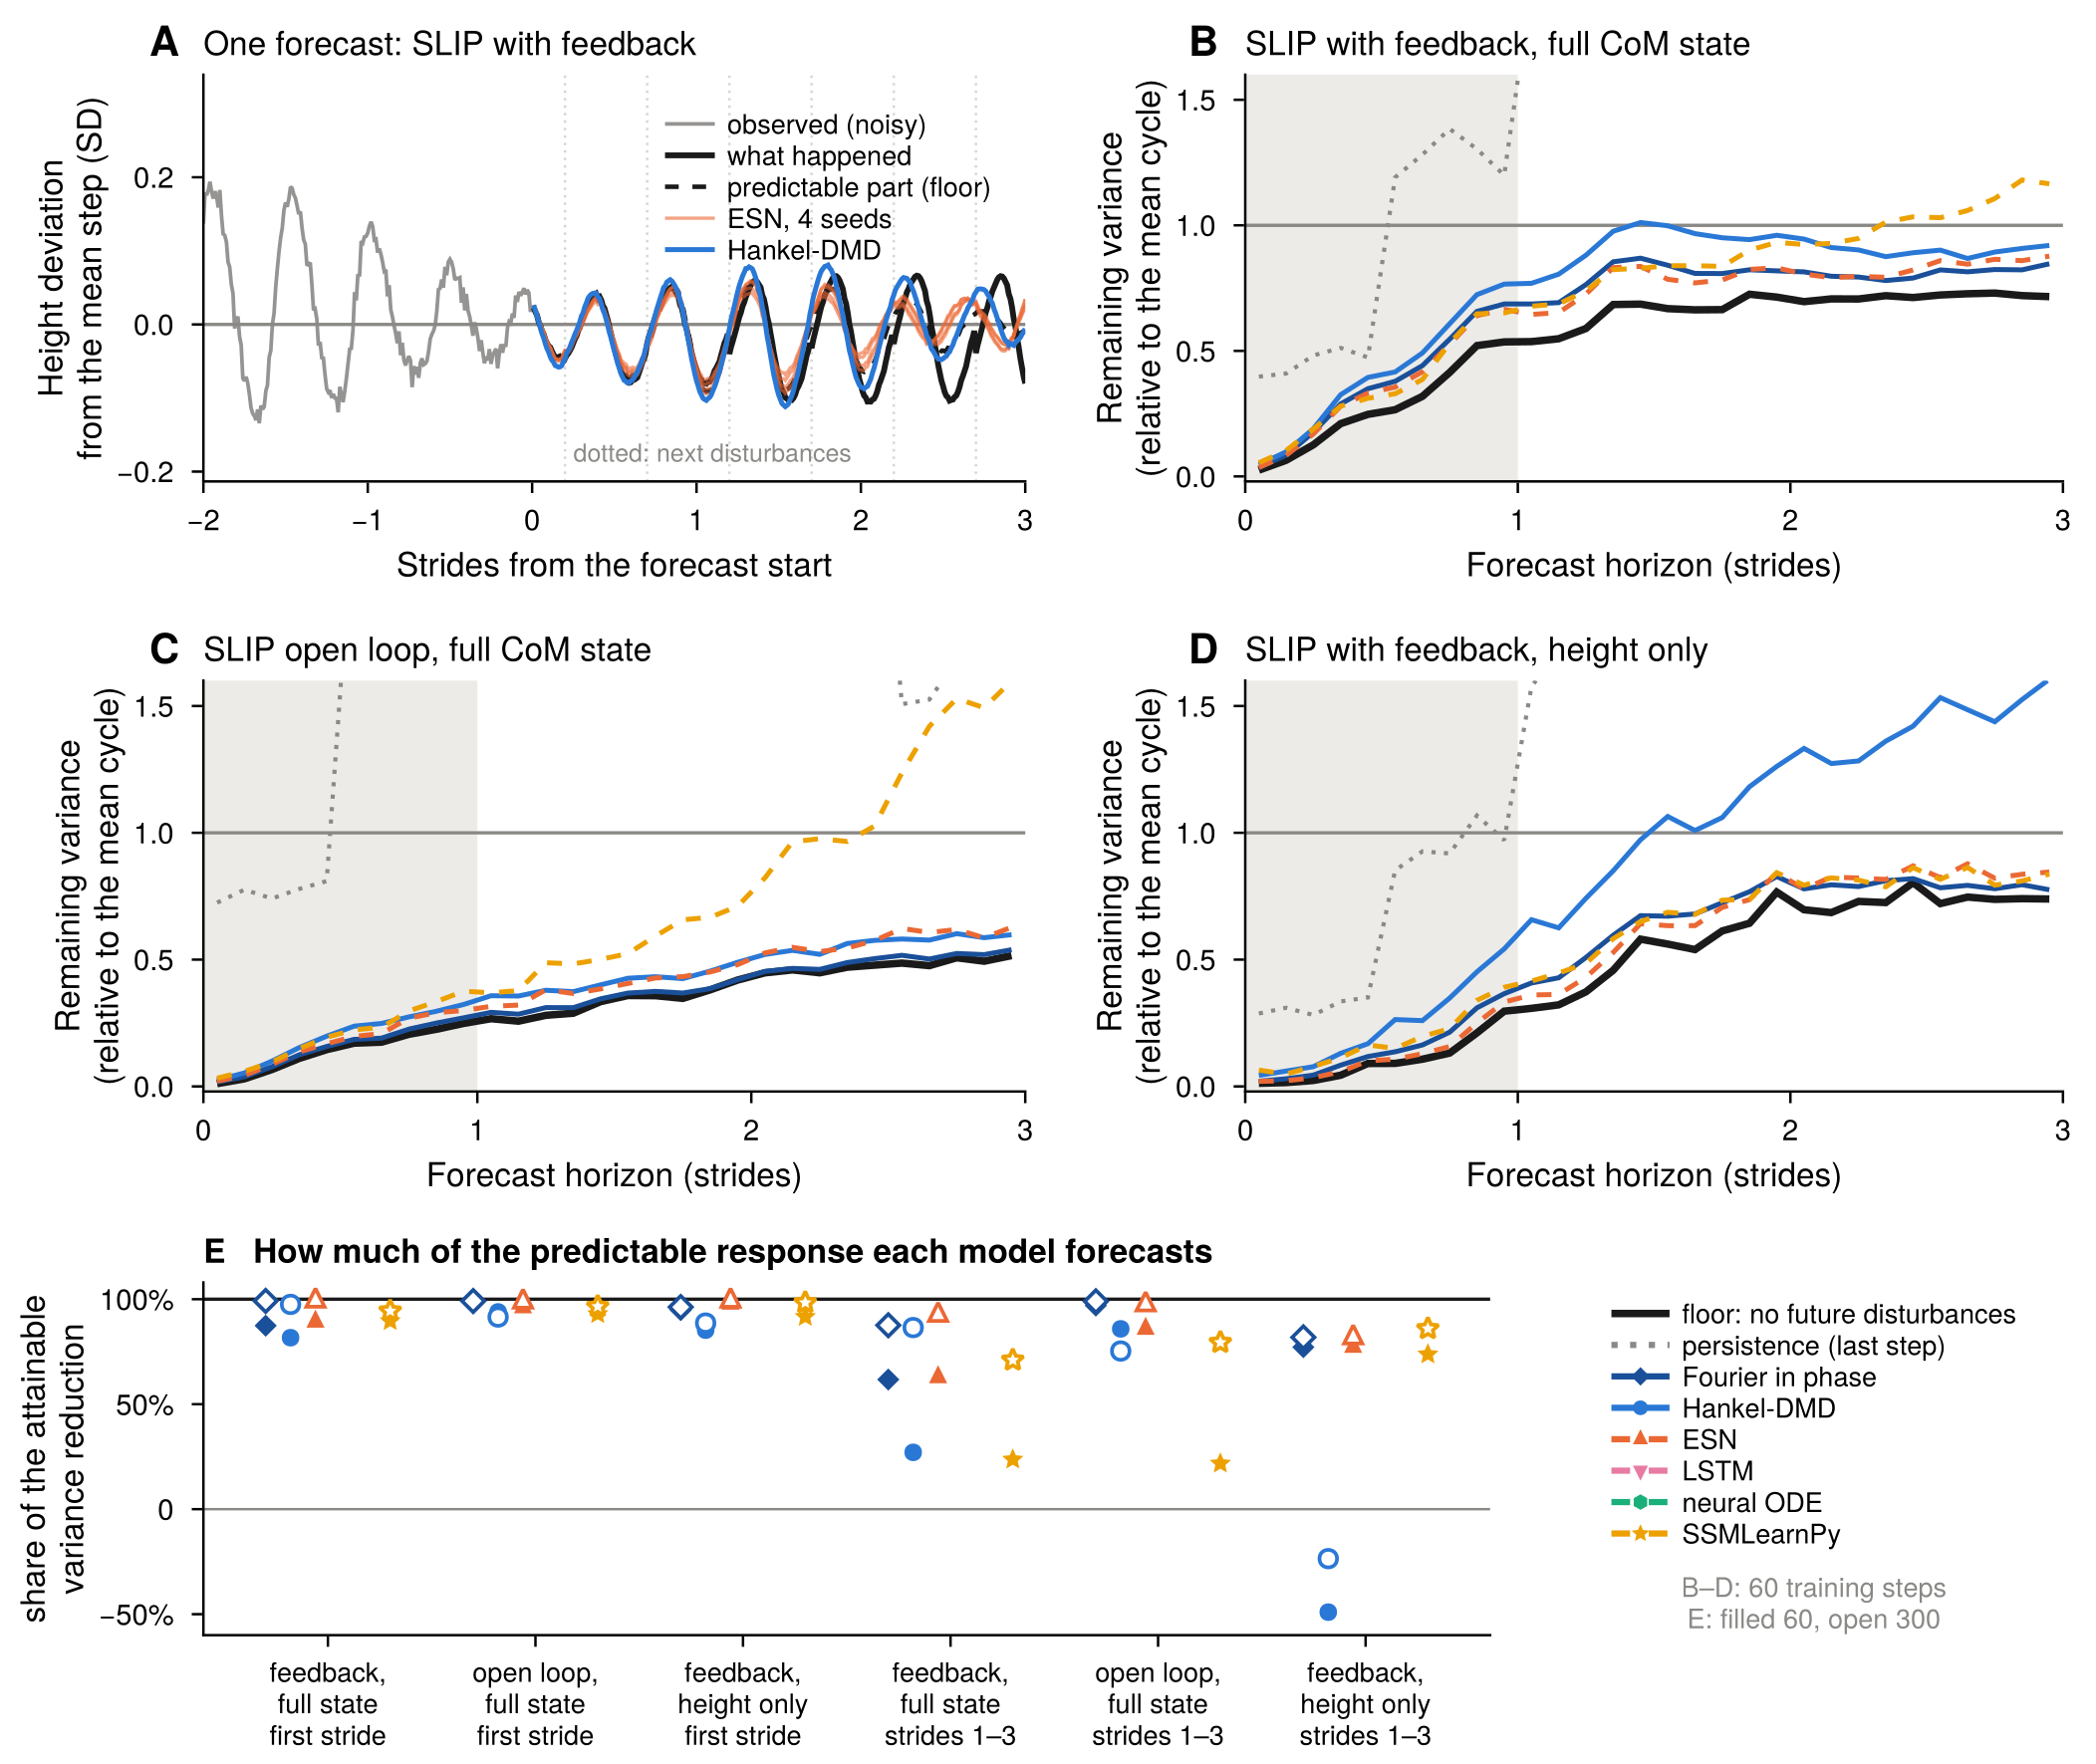 A One forecast: SLIP with feedback
Height deviation
from the mean step (SD)
0.2
0.0
−0.2
observed (noisy)
what happened
predictable part (floor)
ESN, 4 seeds
Hankel-DMD
dotted: next disturbances
−2 −1 0 1 2 3
Strides from the forecast start
B SLIP with feedback, full CoM state
Remaining variance
(relative to the mean cycle)
1.5
1.0
0.5
0.0
0 1 2 3
Forecast horizon (strides)
C SLIP open loop, full CoM state
Remaining variance
(relative to the mean cycle)
1.5
1.0
0.5
0.0
0 1 2 3
Forecast horizon (strides)
D SLIP with feedback, height only
Remaining variance
(relative to the mean cycle)
1.5
1.0
0.5
0.0
0 1 2 3
Forecast horizon (strides)
E How much of the predictable response each model forecasts
share of the attainable
variance reduction
100%
50%
0
−50%
feedback,
full state
first stride
open loop,
full state
first stride
feedback,
height only
first stride
feedback,
full state
strides 1–3
open loop,
full state
strides 1–3
feedback,
height only
strides 1–3
floor: no future disturbances
persistence (last step)
Fourier in phase
Hankel-DMD
ESN
LSTM
neural ODE
SSMLearnPy
B–D: 60 training steps
E: filled 60, open 300